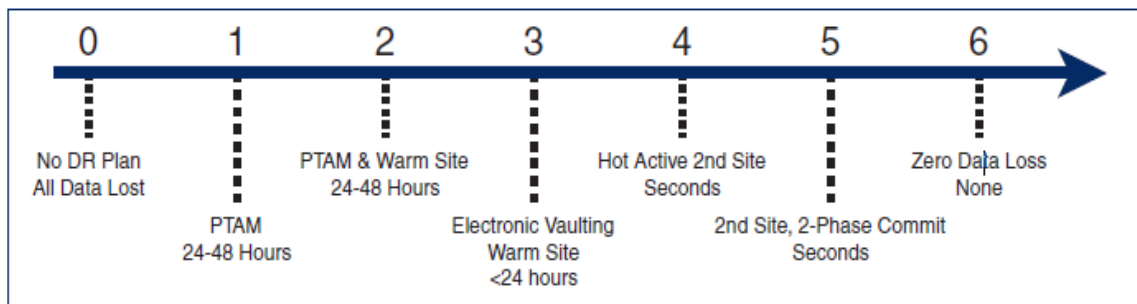 0
1
2
3
4
5
6
No DR Plan
All Data Lost
PTAM
24-48 Hours
PTAM & Warm Site
24-48 Hours
Electronic Vaulting
Warm Site
<24 hours
Hot Active 2nd Site
Seconds
2nd Site, 2-Phase Commit
Seconds
Zero Data Loss
None